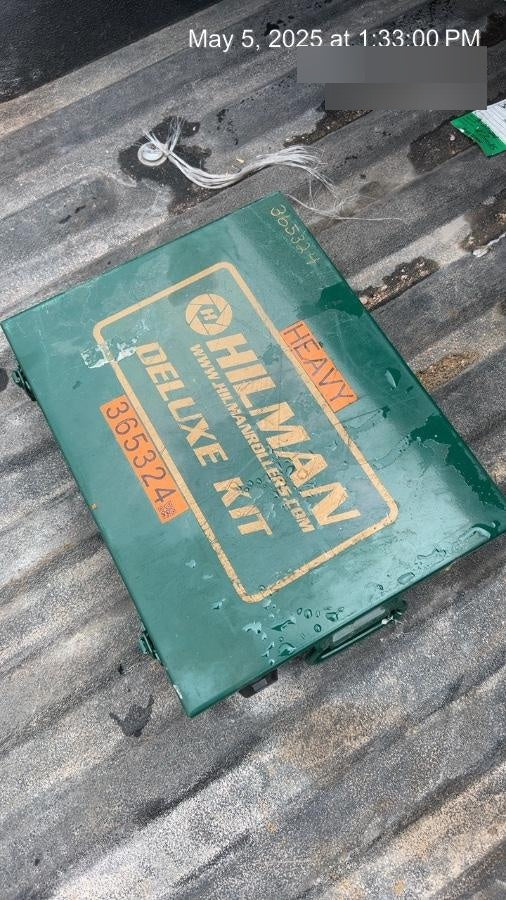 May 5, 2025 at 1:33:00 PM
365324
HEAVY
H
HILMAN
WWW.HILMANROLLERS.COM
DELUXE KIT
365324